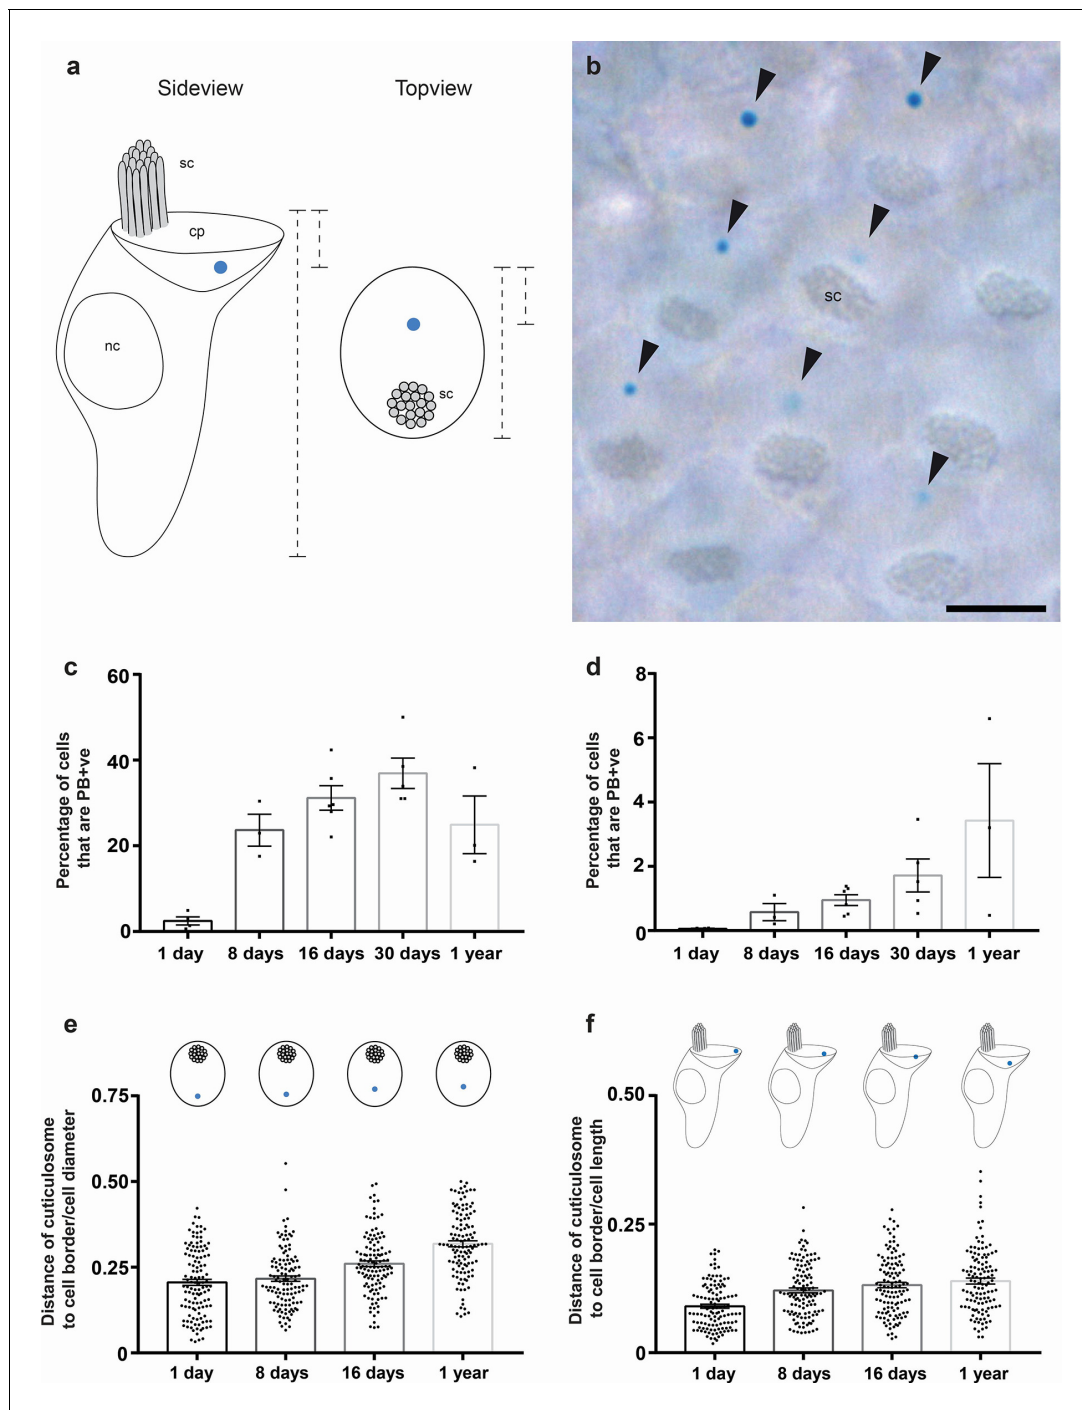 a
Sideview
Topview
sc
cp
nc
sc
b
sc
c
Percentage of cells
that are PB+ve
60
40
20
0
1 day
8 days
16 days
30 days
1 year
d
Percentage of cells
that are PB+ve
8
6
4
2
0
1 day
8 days
16 days
30 days
1 year
e
Distance of cuticulosome
to cell border/cell diameter
0.75
0.50
0.25
0
1 day
8 days
16 days
1 year
f
Distance of cuticulosome
to cell border/cell length
0.50
0.25
0
1 day
8 days
16 days
1 year